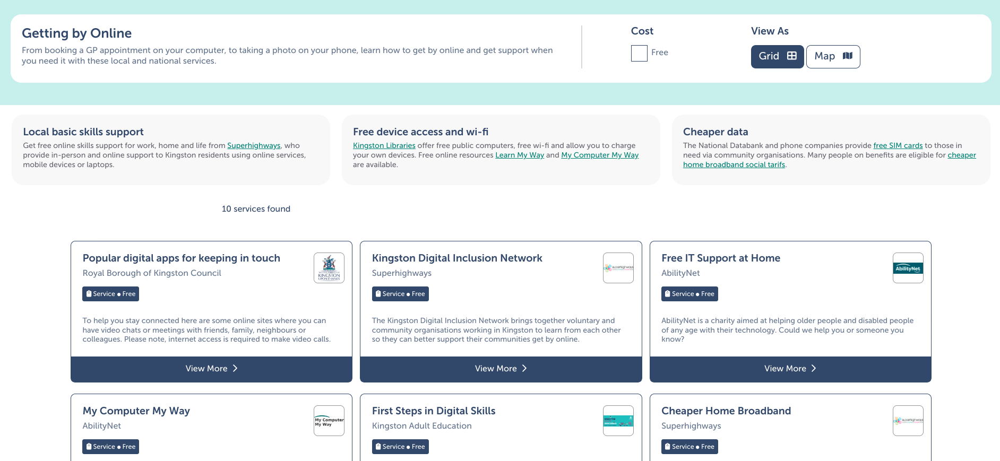 Getting by Online
From booking a GP appointment on your computer, to taking a photo on your phone, learn how to get by online and get support when
you need it with these local and national services.
Cost
Free
View As
Grid
Map
Local basic skills support
Get free online skills support for work, home and life from Superhighways, who
provide in-person and online support to Kingston residents using online services,
mobile devices or laptops.
Free device access and wi-fi
Kingston Libraries offer free public computers, free wi-fi and allow you to charge
your own devices. Free online resources Learn My Way and My Computer My Way
are available.
Cheaper data
The National Databank and phone companies provide free SIM cards to those in
need via community organisations. Many people on benefits are eligible for cheaper
home broadband social tarifs.
10 services found
Popular digital apps for keeping in touch
Royal Borough of Kingston Council
KINGSTON
UPON THAMES
Service ● Free
To help you stay connected here are some online sites where you can
have video chats or meetings with friends, family, neighbours or
colleagues. Please note, internet access is required to make video calls.
View More
Kingston Digital Inclusion Network
Superhighways
superhighways
Service ● Free
The Kingston Digital Inclusion Network brings together voluntary and
community organisations working in Kingston to learn from each other
so they can better support their communities get by online.
View More
Free IT Support at Home
AbilityNet
AbilityNet
Service ● Free
AbilityNet is a charity aimed at helping older people and disabled people
of any age with their technology. Could we help you or someone you
know?
View More
My Computer My Way
AbilityNet
My Computer
My Way
Service ● Free
First Steps in Digital Skills
Kingston Adult Education
KINGSTON
Service ● Free
Cheaper Home Broadband
Superhighways
superhighways
Service ● Free